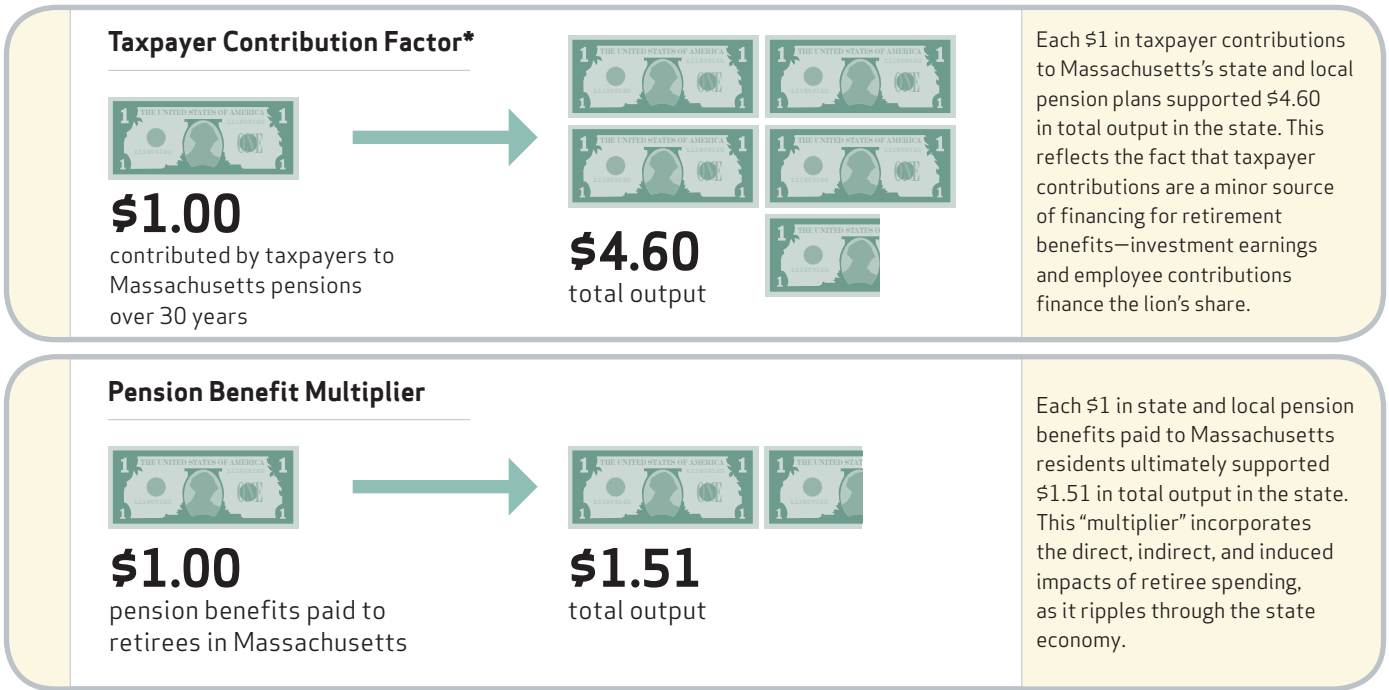 Taxpayer Contribution Factor*
$1.00
contributed by taxpayers to
Massachusetts pensions
over 30 years
$4.60
total output
Each $1 in taxpayer contributions
to Massachusetts’s state and local
pension plans supported $4.60
in total output in the state. This
reflects the fact that taxpayer
contributions are a minor source
of financing for retirement
benefits—investment earnings
and employee contributions
finance the lion’s share.
Pension Benefit Multiplier
$1.00
pension benefits paid to
retirees in Massachusetts
$1.51
total output
Each $1 in state and local pension
benefits paid to Massachusetts
residents ultimately supported
$1.51 in total output in the state.
This “multiplier” incorporates
the direct, indirect, and induced
impacts of retiree spending,
as it ripples through the state
economy.